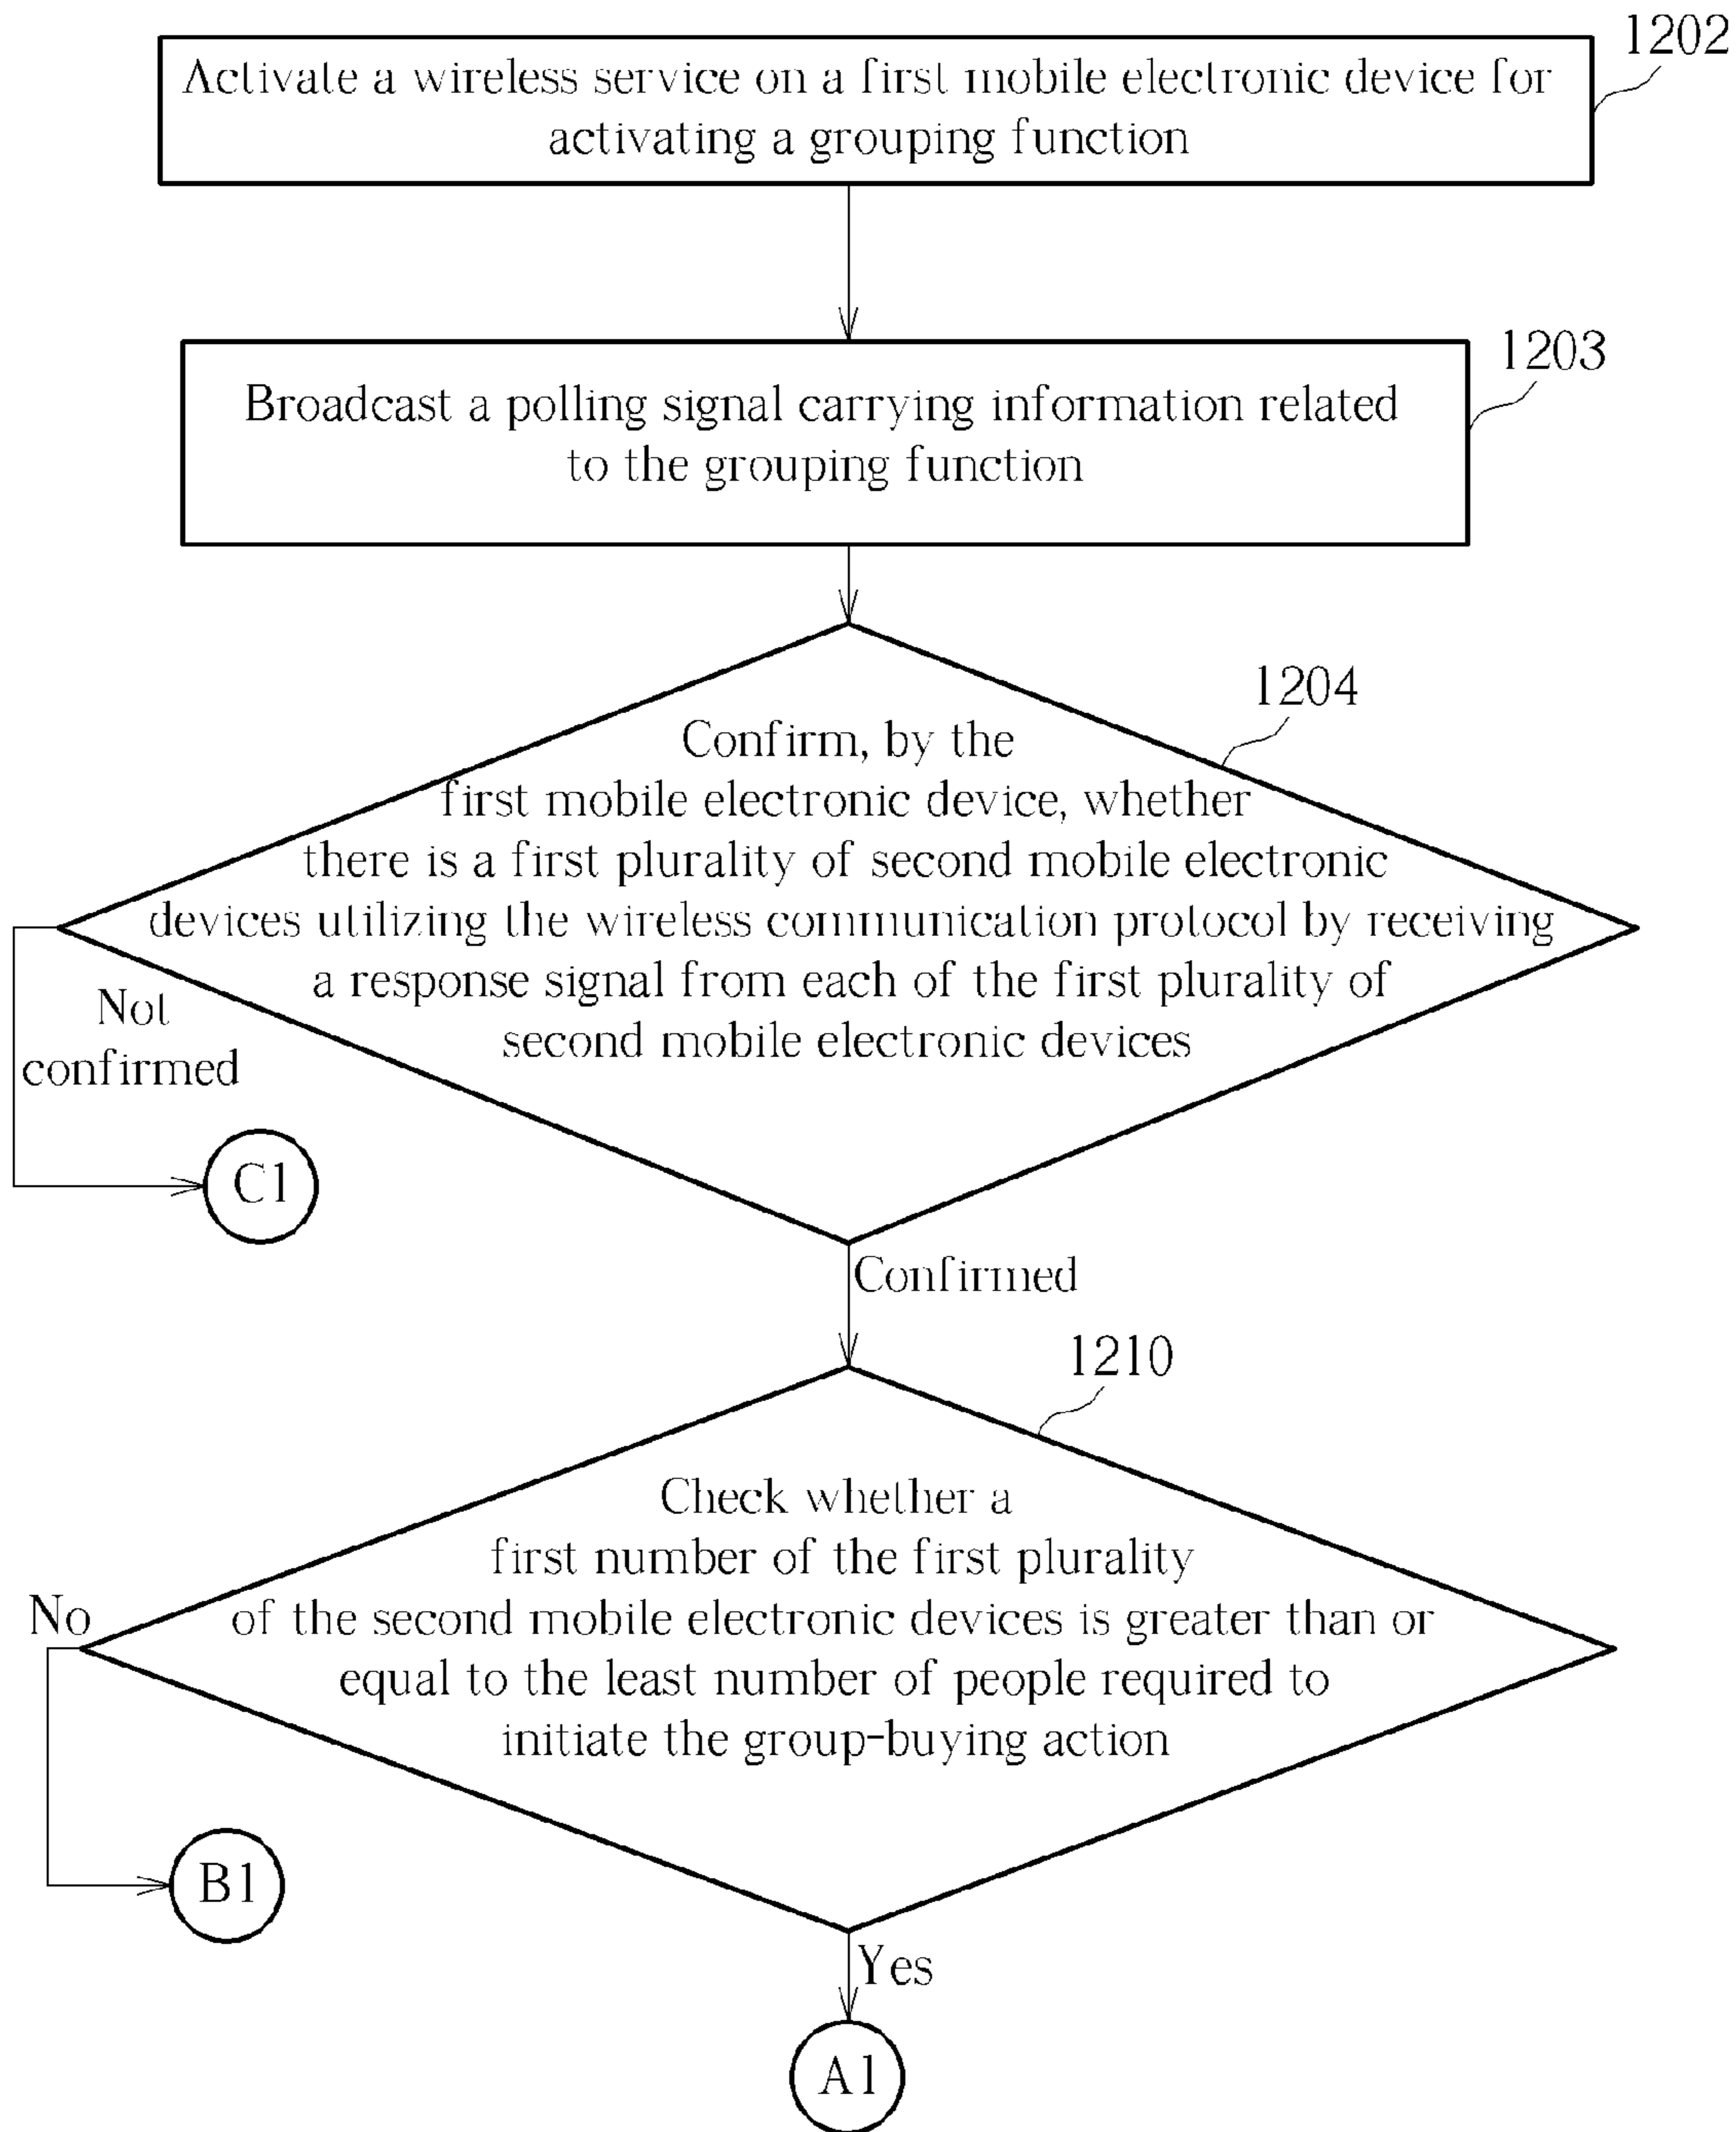 1202
Activate a wireless service on a first mobile electronic device for
activating a grouping function
1203
Broadcast a polling signal carrying information related
to the grouping function
1204
Confirm, by the
first mobile electronic device, whether
there is a first plurality of second mobile electronic
devices utilizing the wireless communication protocol by receiving
a response signal from each of the first plurality of
second mobile electronic devices
Not
confirmed
C1
Confirmed
1210
Check whether a
first number of the first plurality
of the second mobile electronic devices is greater than or
equal to the least number of people required to
initiate the group-buying action
No
B1
Yes
A1